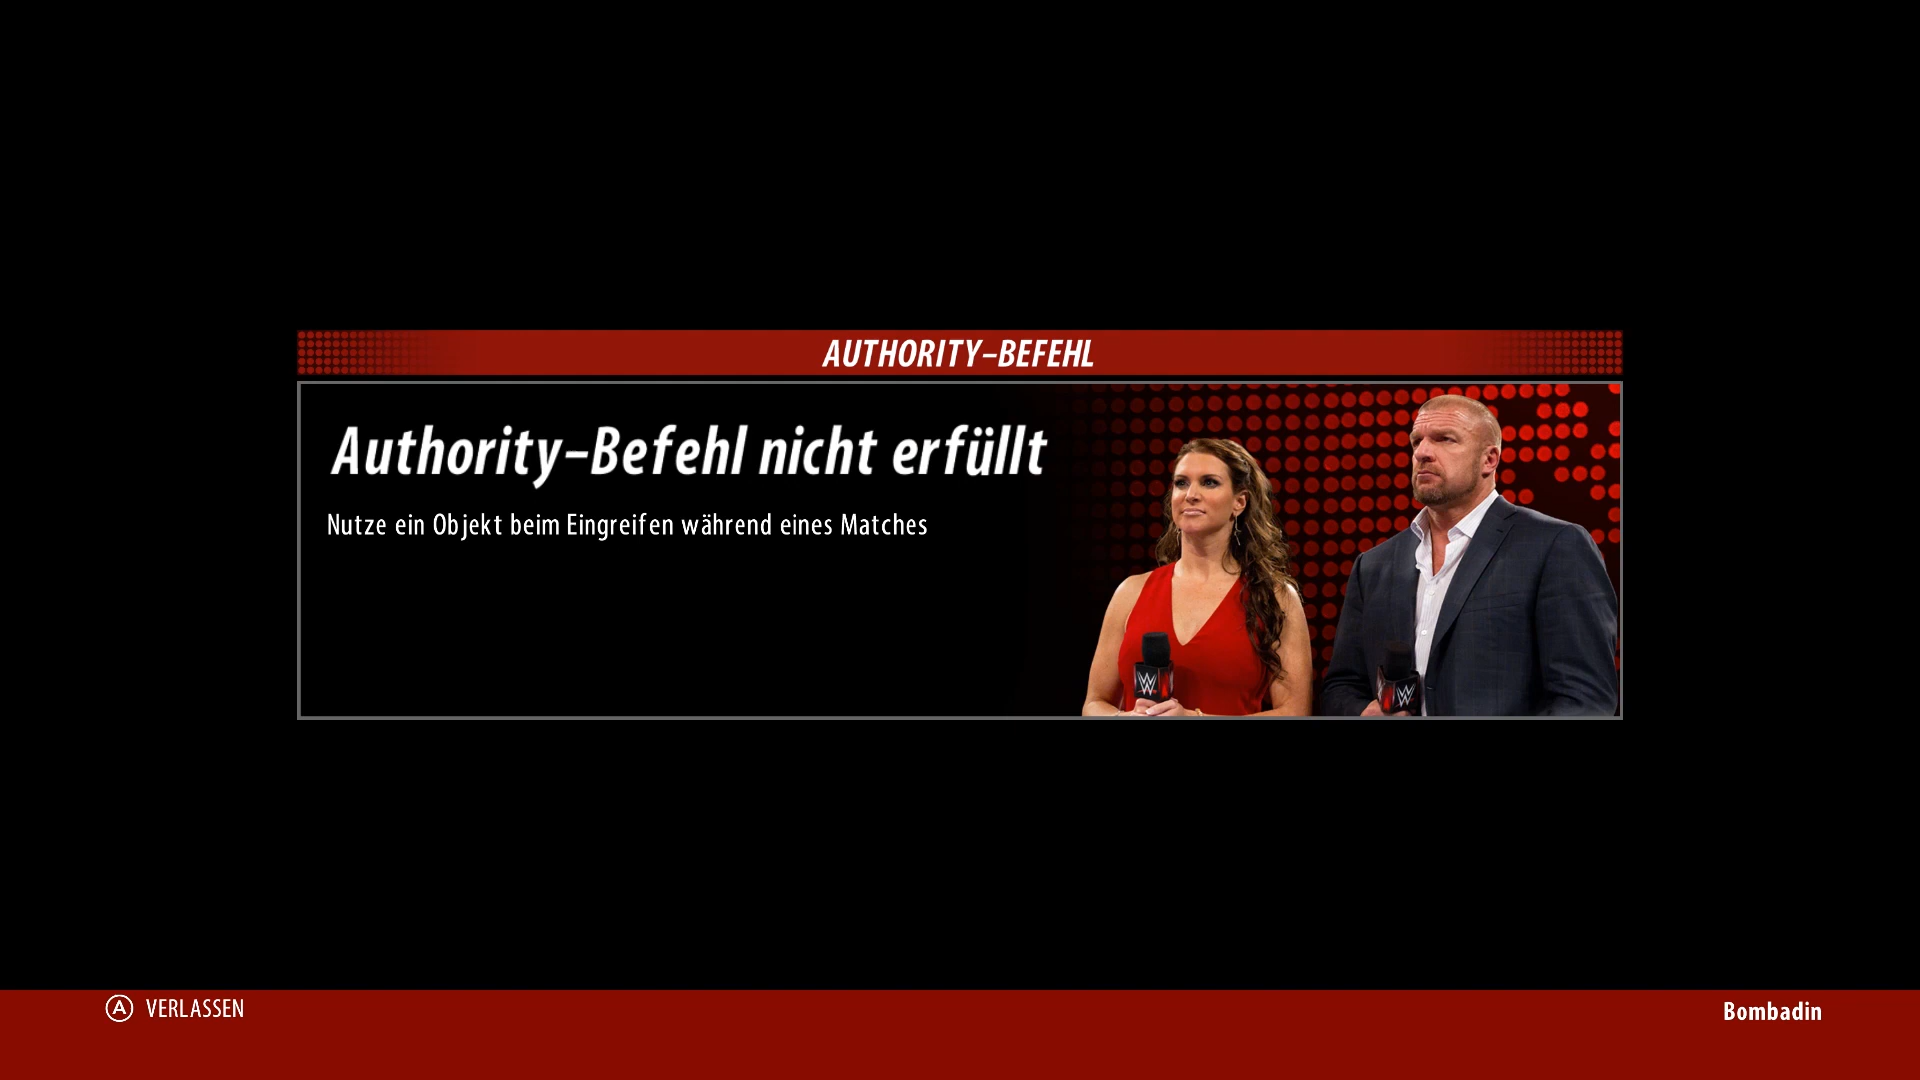 AUTHORITY–BEFEHL
Authority–Befehl nicht erfüllt
Nutze ein Objekt beim Eingreifen während eines Matches
W
W
A VERLASSEN
Bombadin